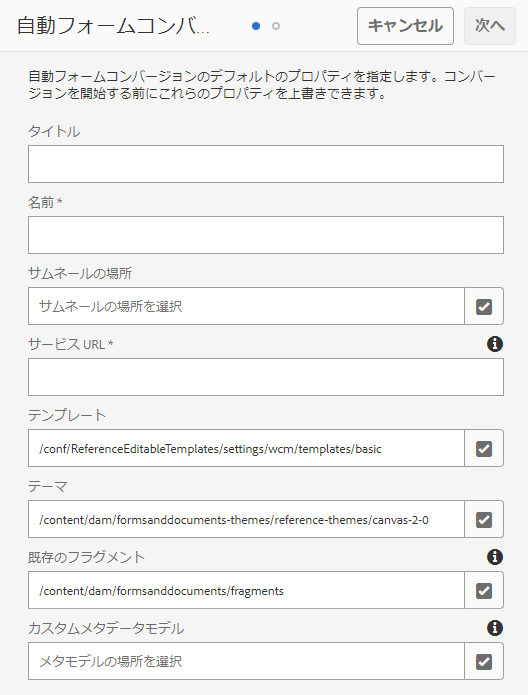 自動フォームコンバ...
キャンセル
次へ
自動フォームコンバージョンのデフォルトのプロパティを指定します。コンバー
ジョンを開始する前にこれらのプロパティを上書きできます。
タイトル
名前 *
サムネールの場所
サムネールの場所を選択
サービス URL *
テンプレート
/conf/ReferenceEditableTemplates/settings/wcm/templates/basic
テーマ
/content/dam/formsanddocuments-themes/reference-themes/canvas-2-0
既存のフラグメント
/content/dam/formsanddocuments/fragments
カスタムメタデータモデル
メタモデルの場所を選択